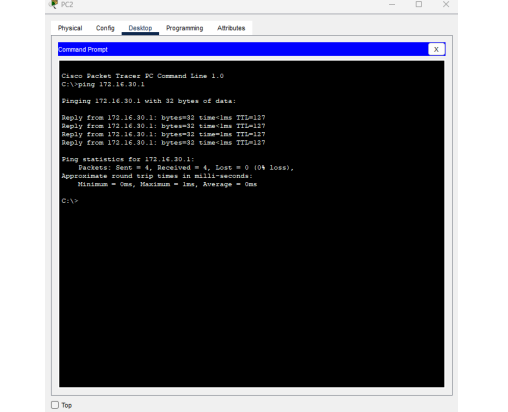 PC2
Physical Config Desktop Programming Attributes
Command Prompt
X
Cisco Packet Tracer PC Command Line 1.0
C:\>ping 172.16.30.1
Pinging 172.16.30.1 with 32 bytes of data:
Reply from 172.16.30.1: bytes=32 time<1ms TTL=127
Reply from 172.16.30.1: bytes=32 time<1ms TTL=127
Reply from 172.16.30.1: bytes=32 time=1ms TTL=127
Reply from 172.16.30.1: bytes=32 time<1ms TTL=127
Ping statistics for 172.16.30.1:
Packets: Sent = 4, Received = 4, Lost = 0 (0% loss),
Approximate round trip times in milli-seconds:
Minimum = 0ms, Maximum = 1ms, Average = 0ms
C:\>
Top